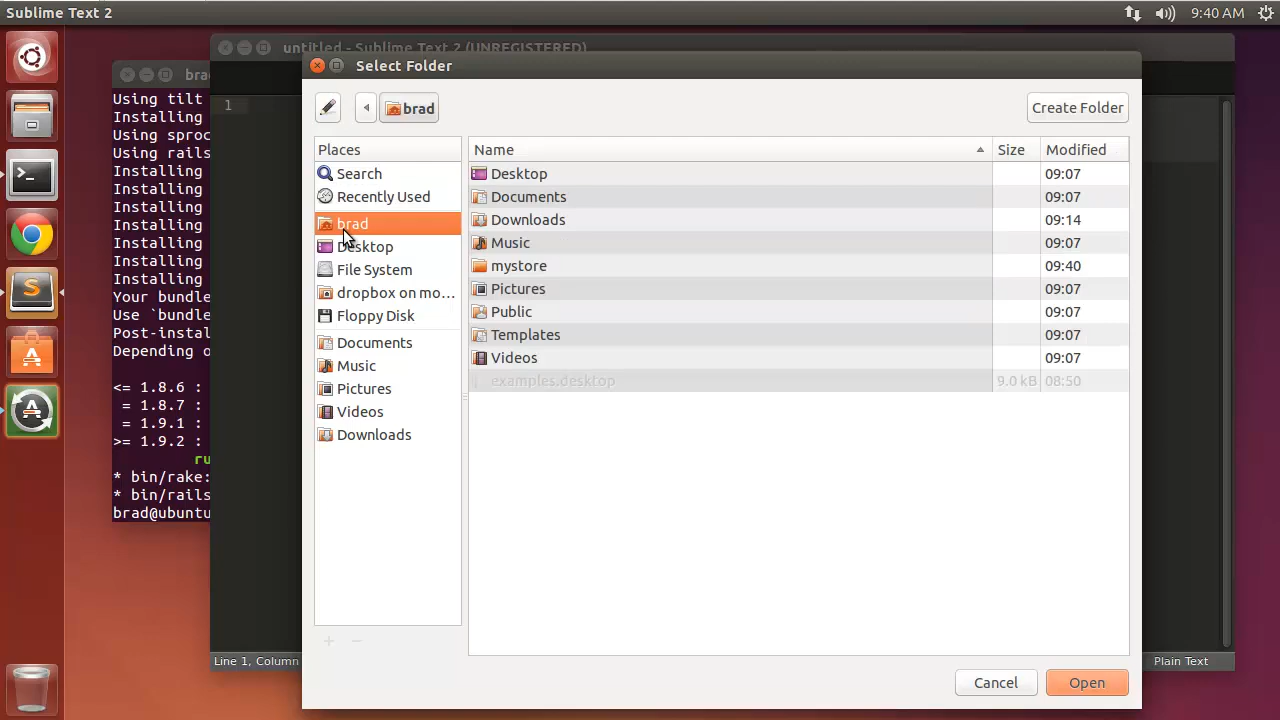 Sublime Text 2
9:40 AM
untitled - Sublime Text 2 (UNREGISTERED)
Select Folder
brad
Create Folder
Places
Search
Recently Used
brad
Desktop
File System
dropbox on mo...
Floppy Disk
Documents
Music
Pictures
Videos
Downloads
Name Size Modified
Desktop 09:07
Documents 09:07
Downloads 09:14
Music 09:07
mystore 09:40
Pictures 09:07
Public 09:07
Templates 09:07
Videos 09:07
examples.desktop 9.0 kB 08:50
Cancel
Open
1
Line 1, Column
Plain Text
Using tilt
Installing
Using sproc
Using rails
Installing
Installing
Installing
Installing
Installing
Installing
Installing
Your bundle
Use `bundle
Post-instal
Depending o
<= 1.8.6 :
= 1.8.7 :
= 1.9.1 :
>= 1.9.2 :
ru
* bin/rake:
* bin/rails
brad@ubuntu